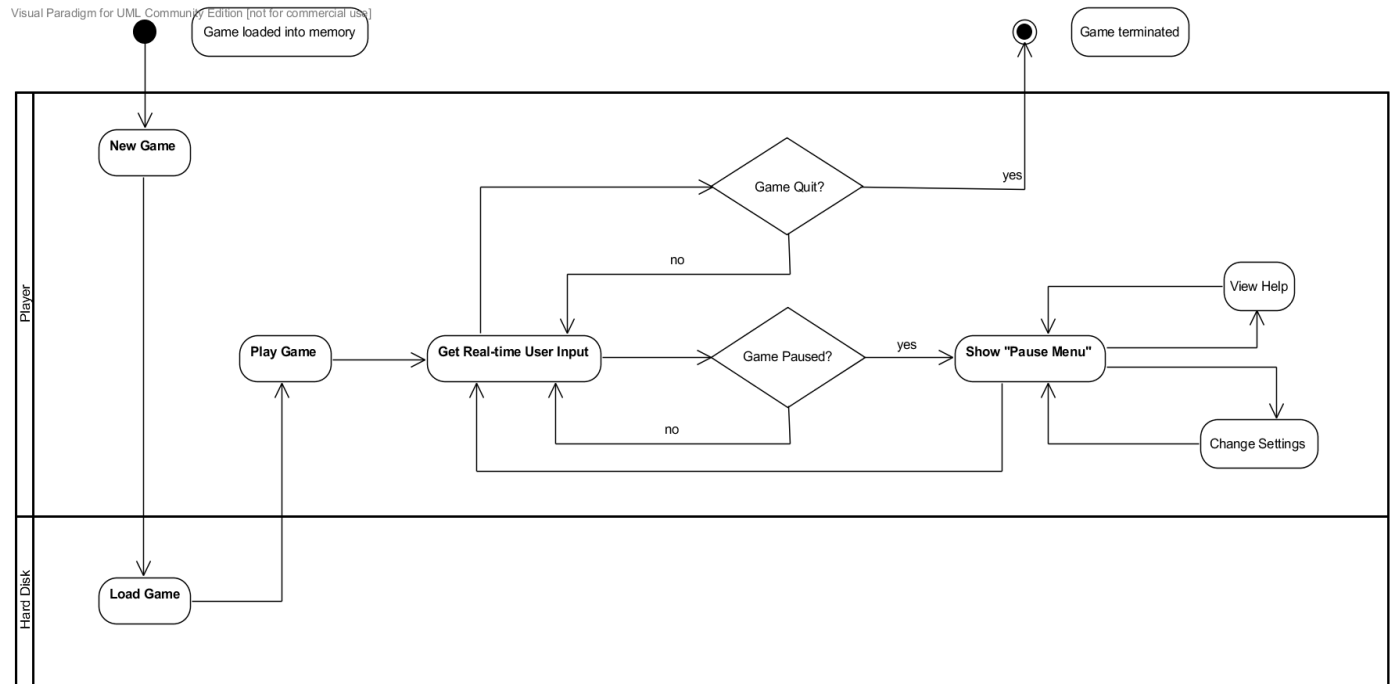 Visual Paradigm for UML Community Edition [not for commercial use]
Game loaded into memory
Game terminated
Player
New Game
Game Quit?
yes
no
View Help
Play Game
Get Real-time User Input
Game Paused?
yes
Show "Pause Menu"
no
Change Settings
Hard Disk
Load Game